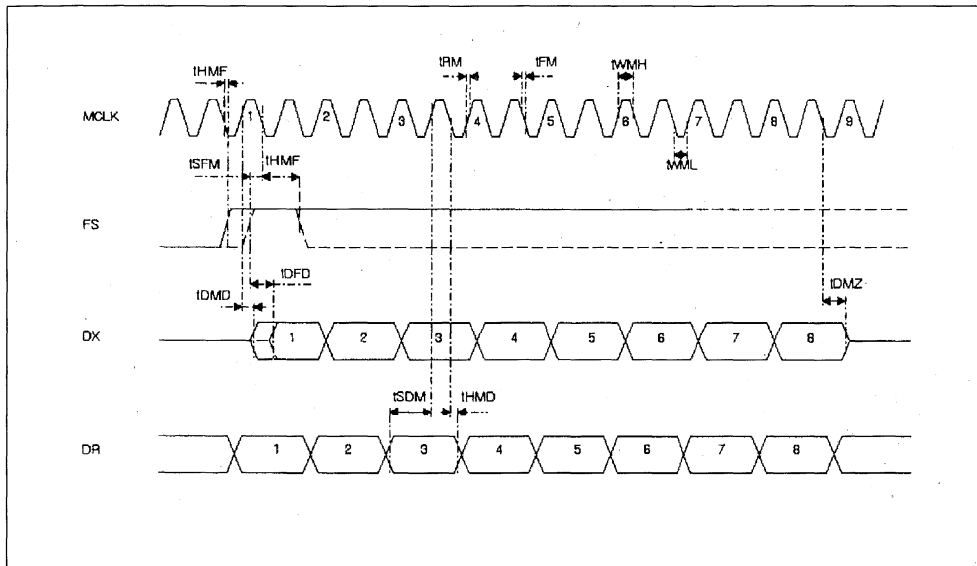 tHMF
tRM
tFM
tWMH
MCLK
1 2 3 4 5 6 7 8 9
tSFM
tHMF
tWML
FS
tDFD
tDMD
tDMZ
DX
1 2 3 4 5 6 7 8
tSDM
tHMD
DR
1 2 3 4 5 6 7 8